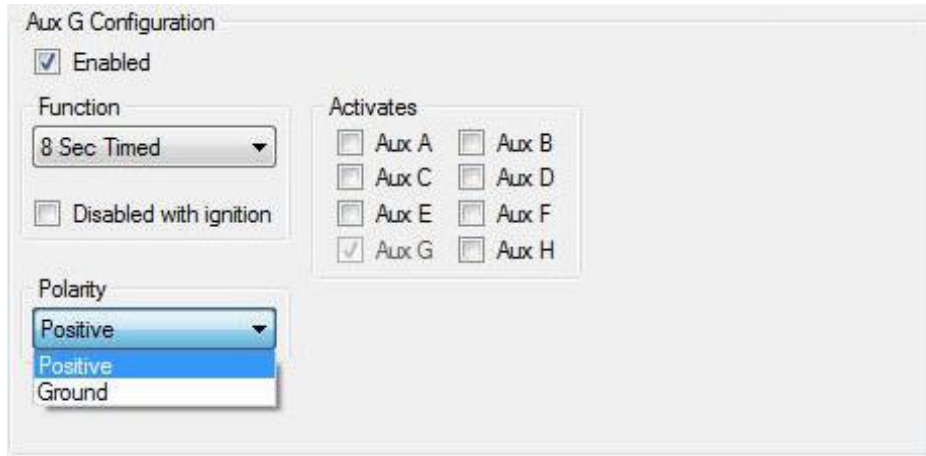 Aux G Configuration
Enabled
Function
8 Sec Timed
Disabled with ignition
Activates
Aux A Aux B
Aux C Aux D
Aux E Aux F
Aux G Aux H
Polarity
Positive
Positive
Ground